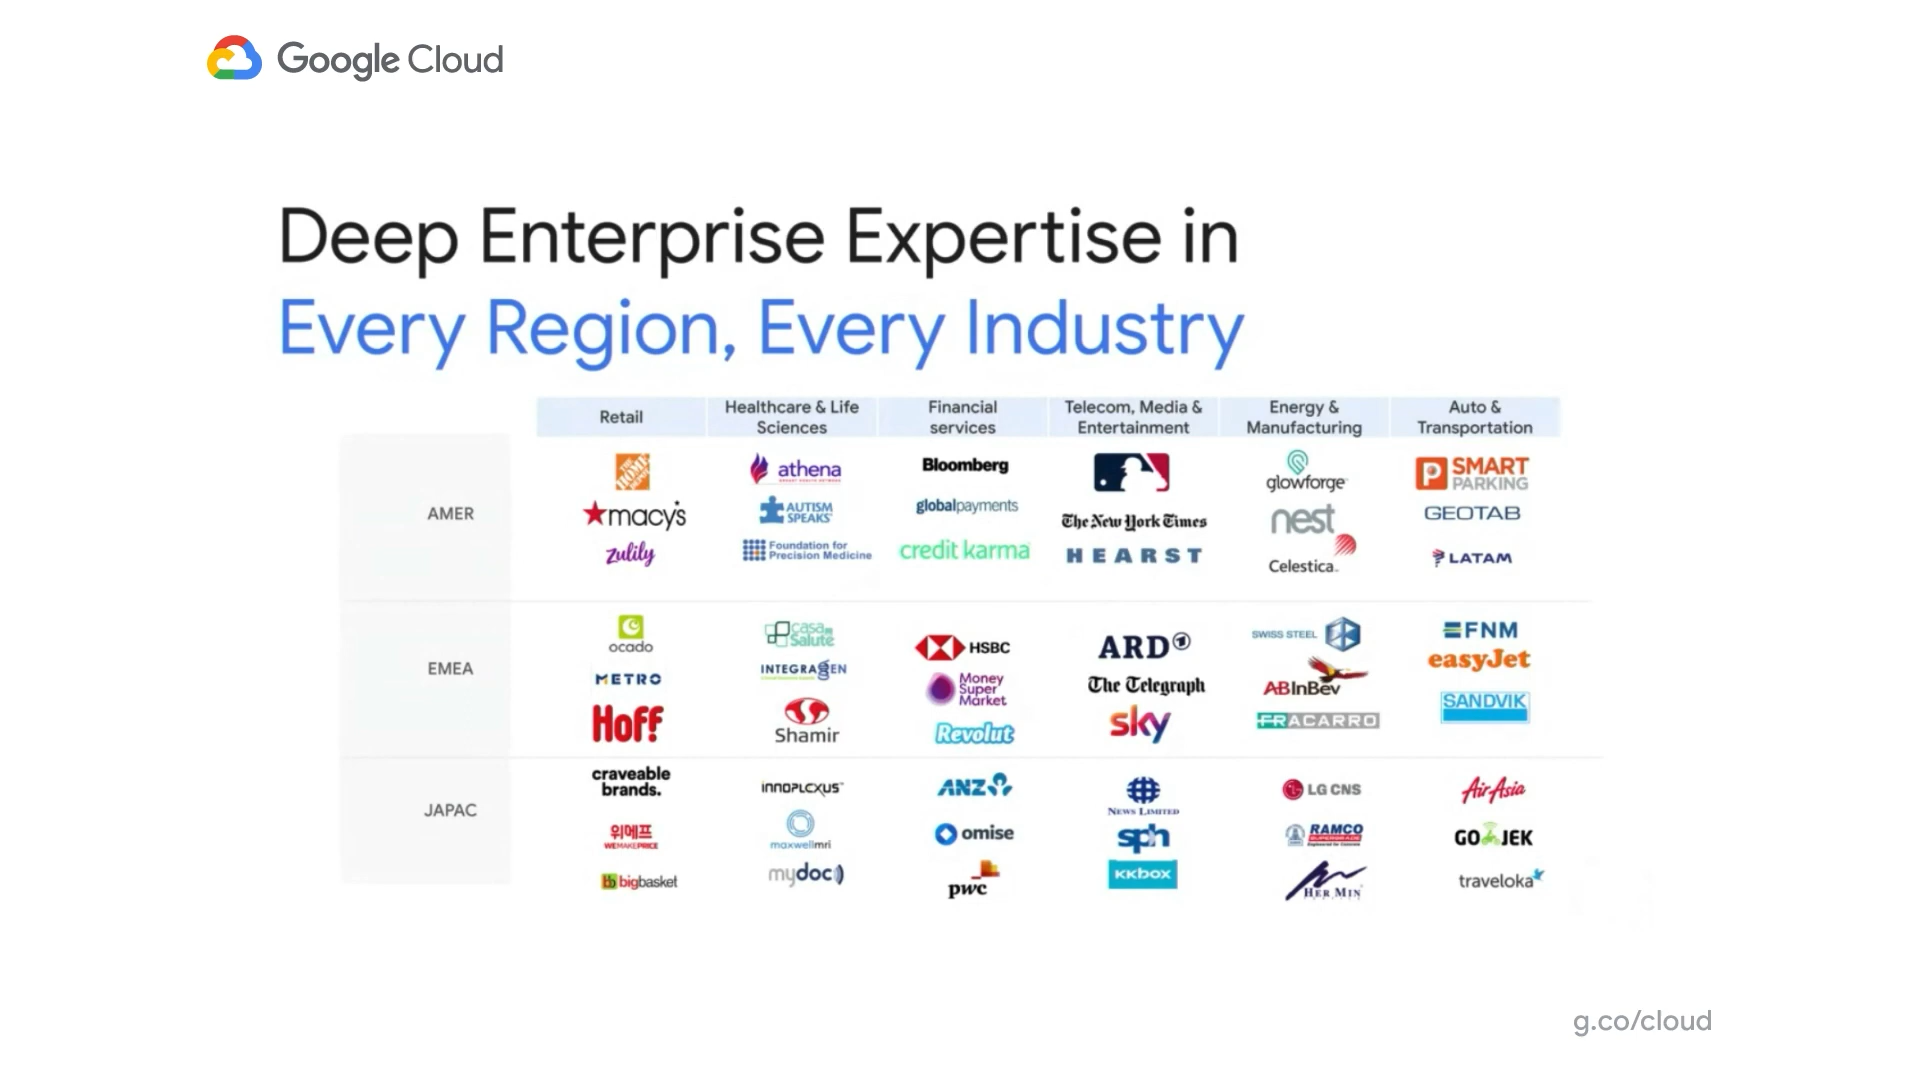 Google Cloud
Deep Enterprise Expertise in
Every Region, Every Industry
Retail
Healthcare & Life
Sciences
Financial
services
Telecom, Media &
Entertainment
Energy &
Manufacturing
Auto &
Transportation
AMER
THE HOME DEPOT
macy's
zulily
athena
AUTISM
SPEAKS
Foundation for
Precision Medicine
Bloomberg
globalpayments
credit karma
The New York Times
HEARST
glowforge
nest
Celestica
P SMART
PARKING
GEOTAB
LATAM
EMEA
ocado
METRO
Hoff
casa
Salute
INTEGRAGEN
Shamir
HSBC
Money
Super
Market
Revolut
ARD
The Telegraph
sky
SWISS STEEL
ABInBev
FRACARRO
FNM
easyJet
SANDVIK
JAPAC
craveable
brands.
위메프
WEMAKEPRICE
bb bigbasket
innoplexus
maxwellmri
mydoc
ANZ
omise
pwc
NEWS LIMITED
sph
KKBOX
LG CNS
RAMCO
HER MIN
AirAsia
GOJEK
traveloka
g.co/cloud